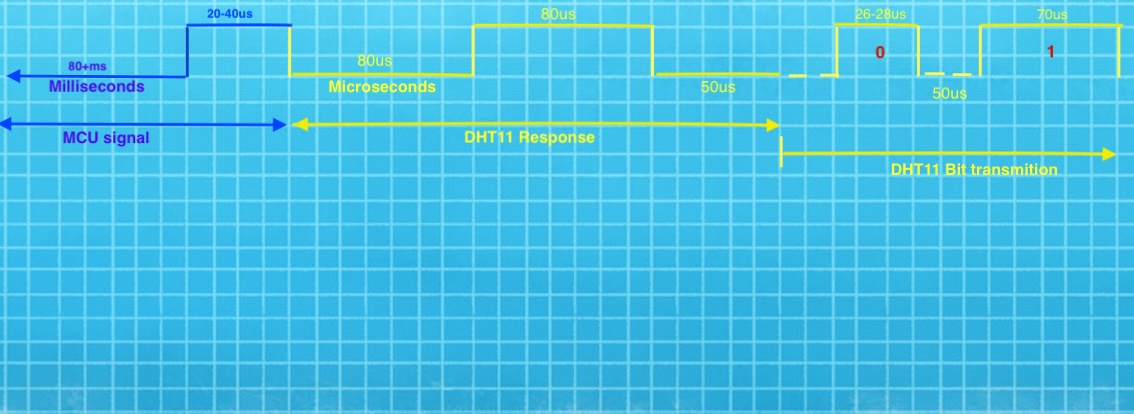 20-40us
80us
26-28us
70us
0
1
80+ms
80us
Milliseconds
Microseconds
50us
50us
MCU signal
DHT11 Response
DHT11 Bit transmition